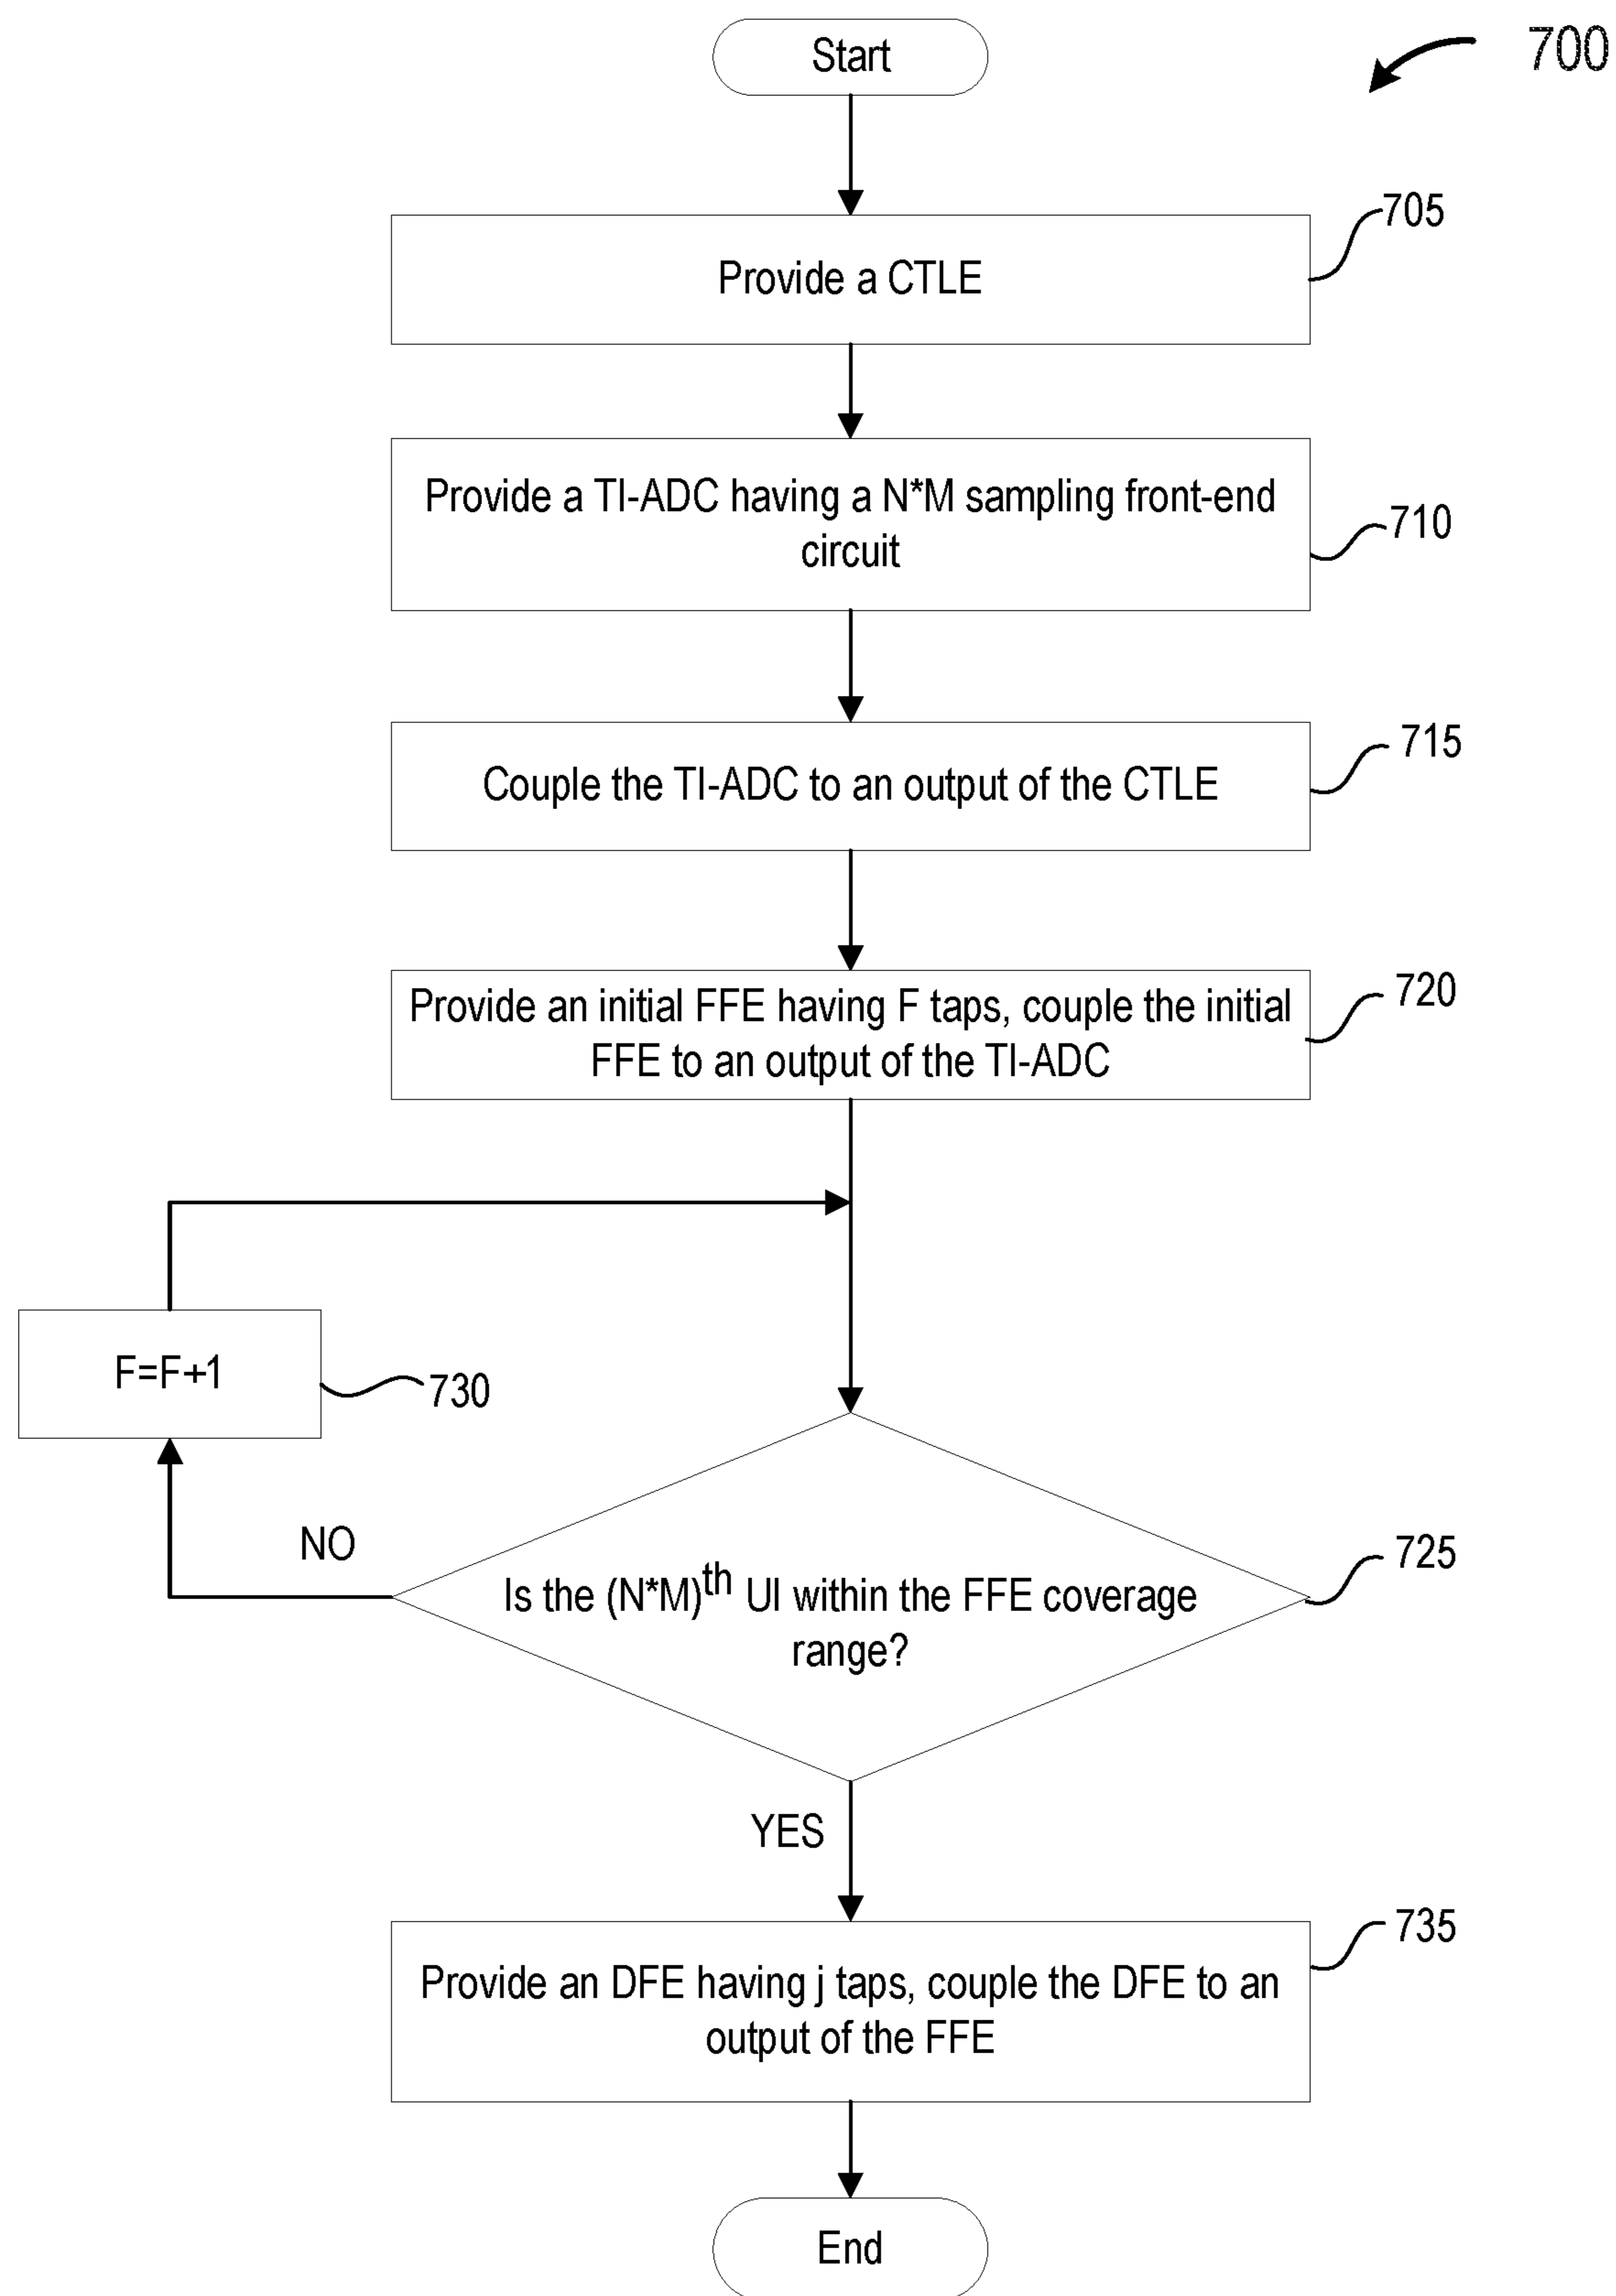 Start
700
705
Provide a CTLE
Provide a TI-ADC having a N*M sampling front-end
circuit
710
715
Couple the TI-ADC to an output of the CTLE
720
Provide an initial FFE having F taps, couple the initial
FFE to an output of the TI-ADC
F=F+1
730
NO
725
Is the (N*M)th UI within the FFE coverage
range?
YES
735
Provide an DFE having j taps, couple the DFE to an
output of the FFE
End